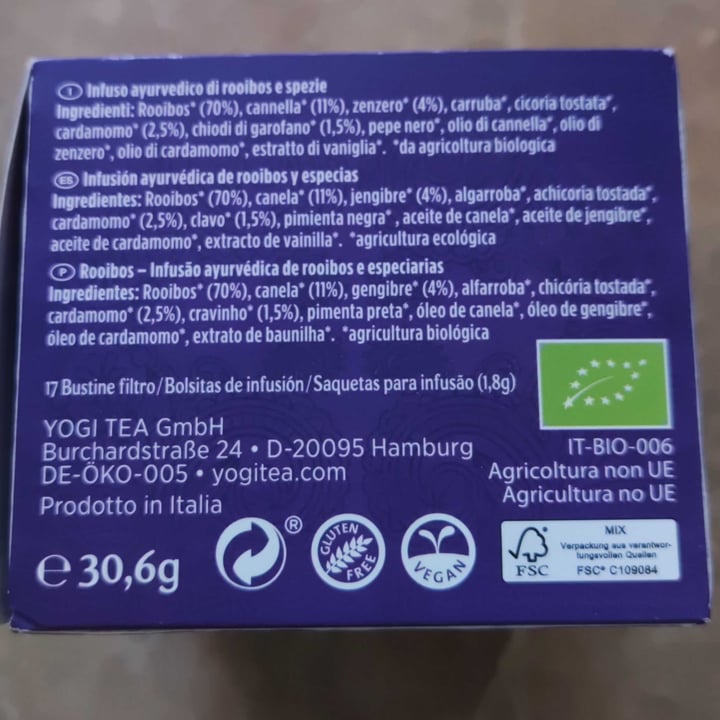 I Infuso ayurvedico di rooibos e spezie
Ingredienti: Rooibos* (70%), cannella* (11%), zenzero* (4%), carruba*, cicoria tostata*,
cardamomo* (2,5%), chiodi di garofano* (1,5%), pepe nero*, olio di cannella*, olio di
zenzero*, olio di cardamomo*, estratto di vaniglia*. *da agricoltura biologica
ES Infusión ayurvédica de rooibos y especias
Ingredientes: Rooibos* (70%), canela* (11%), jengibre* (4%), algarroba*, achicoria tostada*,
cardamomo* (2,5%), clavo* (1,5%), pimienta negra* , aceite de canela*, aceite de jengibre*,
aceite de cardamomo*, extracto de vainilla*. *agricultura ecológica
P Rooibos – Infusão ayurvédica de rooibos e especiarias
Ingredientes: Rooibos* (70%), canela* (11%), gengibre* (4%), alfarroba*, chicória tostada*,
cardamomo* (2,5%), cravinho* (1,5%), pimenta preta*, óleo de canela*, óleo de gengibre*,
óleo de cardamomo*, extrato de baunilha*. *agricultura biológica
17 Bustine filtro/Bolsitas de infusión/Saquetas para infusão (1,8g)
YOGI TEA GmbH
Burchardstraße 24 • D-20095 Hamburg
DE-ÖKO-005 • yogitea.com
Prodotto in Italia
IT-BIO-006
Agricoltura non UE
Agricultura no UE
e 30,6g
®
GLUTEN FREE
VEGAN
FSC
MIX
Verpackung aus verantwor-
tungsvollen Quellen
FSC® C109084